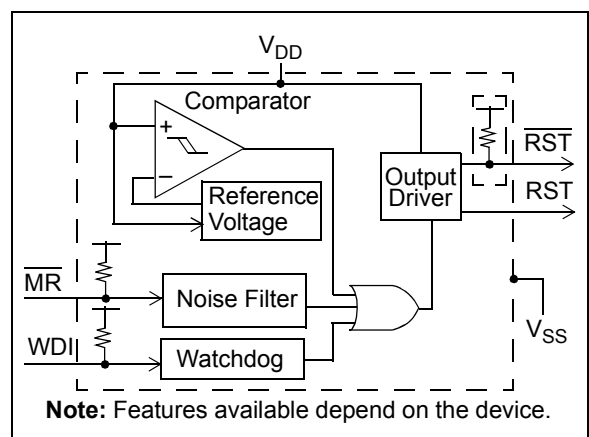 VDD
Comparator
+
−
Reference
Voltage
Output
Driver
RST
RST
MR
Noise Filter
WDI
Watchdog
VSS
Note: Features available depend on the device.